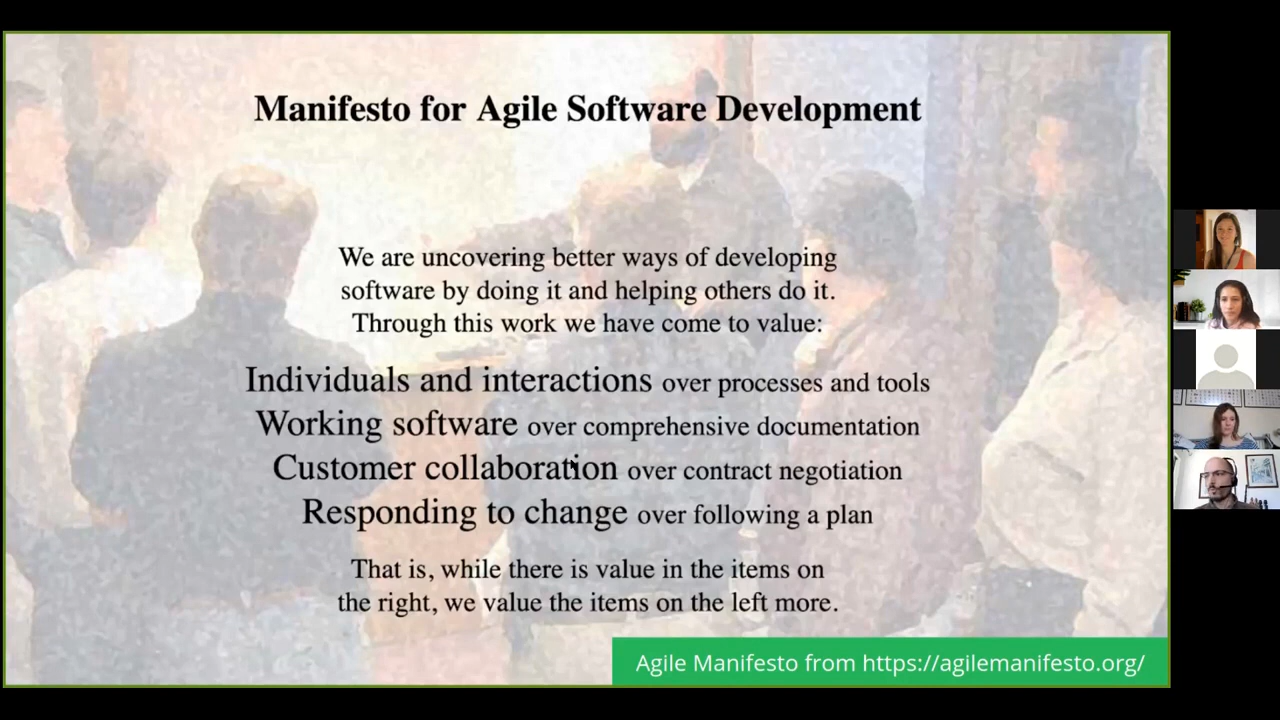 Manifesto for Agile Software Development
We are uncovering better ways of developing
software by doing it and helping others do it.
Through this work we have come to value:
Individuals and interactions over processes and tools
Working software over comprehensive documentation
Customer collaboration over contract negotiation
Responding to change over following a plan
That is, while there is value in the items on
the right, we value the items on the left more.
Agile Manifesto from https://agilemanifesto.org/